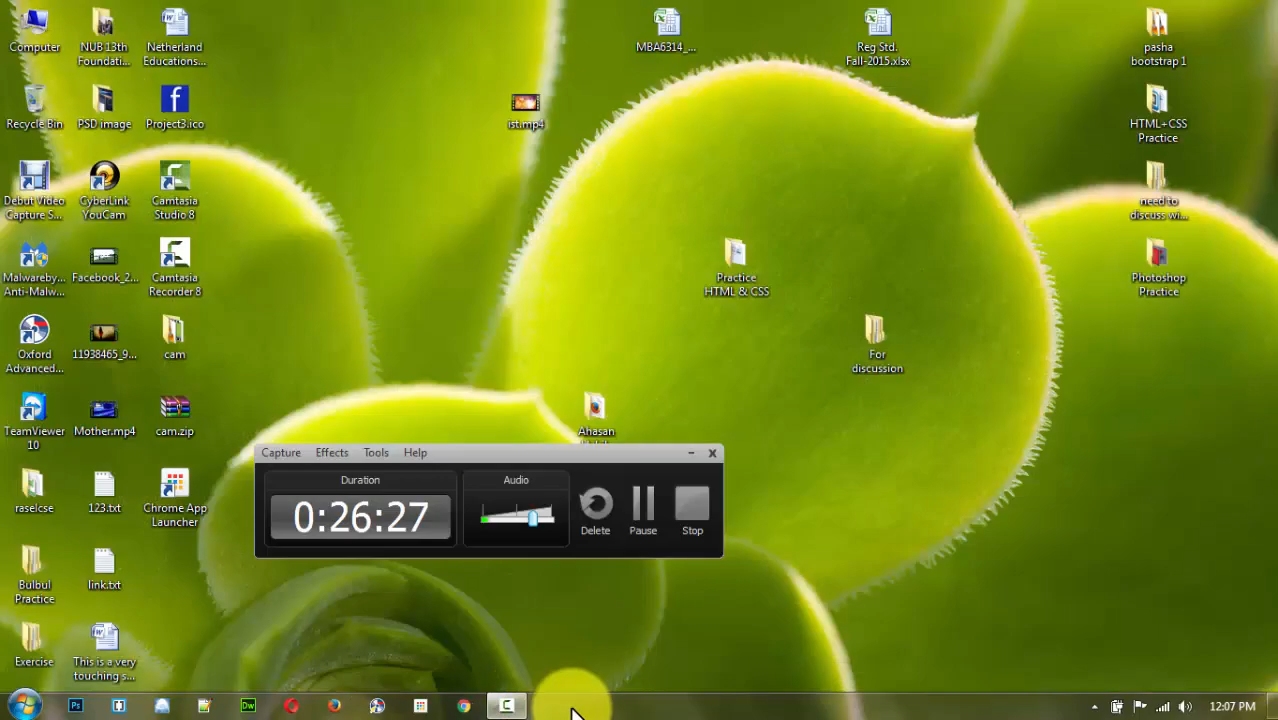 Computer
NUB 13th
Foundati...
Netherland
Educations...
MBA6314_...
Reg Std.
Fall-2015.xlsx
pasha
bootstrap 1
Recycle Bin
PSD image
Project3.ico
ist.mp4
HTML+CSS
Practice
Debut Video
Capture S...
CyberLink
YouCam
Camtasia
Studio 8
need to
discuss wi...
Malwareby...
Anti-Malw...
Facebook_2...
Camtasia
Recorder 8
Practice
HTML & CSS
Photoshop
Practice
Oxford
Advanced...
11938465_9...
cam
For
discussion
TeamViewer
10
Mother.mp4
cam.zip
Ahasan
Capture Effects Tools Help
Duration
Audio
0:26:27
Delete
Pause
Stop
raselcse
123.txt
Chrome App
Launcher
Bulbul
Practice
link.txt
Exercise
This is a very
touching s...
Ps
Dw
12:07 PM